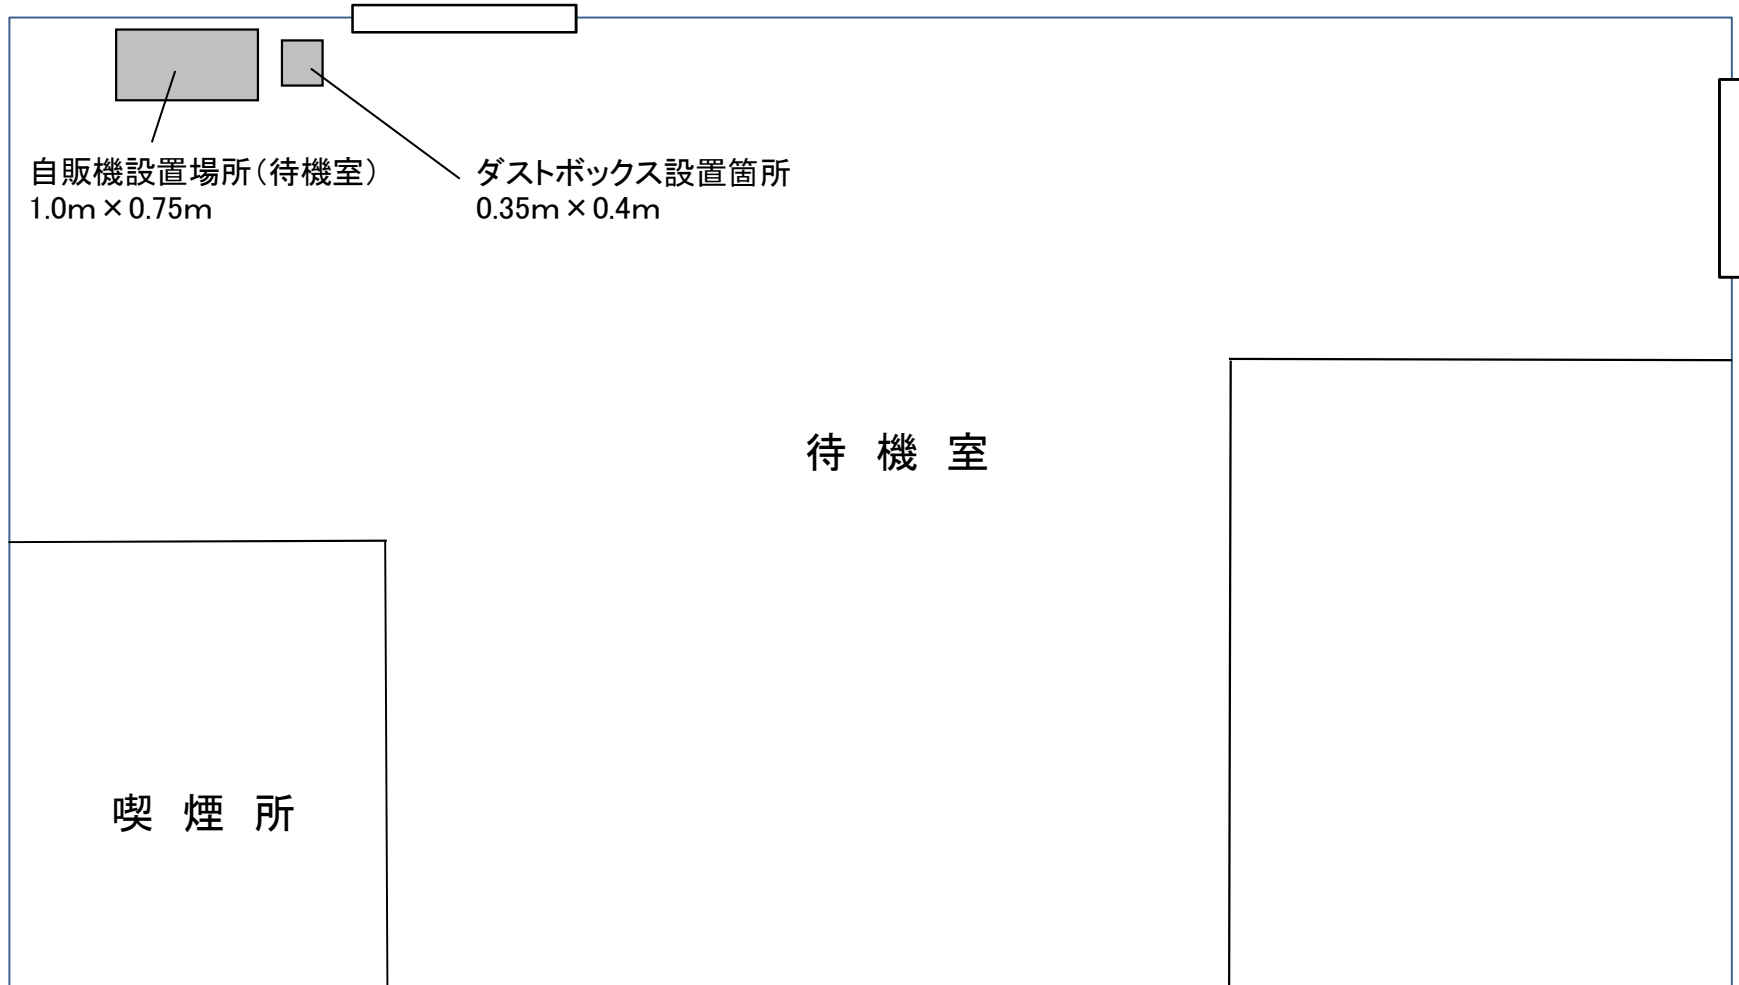 自販機設置場所（待機室）
1.0ｍ×0.75ｍ
ダストボックス設置箇所
0.35ｍ×0.4ｍ
待　機　室
喫　煙　所